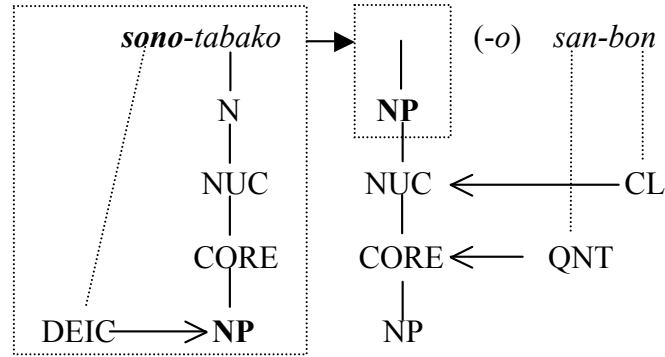 sono-tabako (-o) san-bon
N NP
NUC NUC CL
CORE CORE QNT
DEIC NP NP